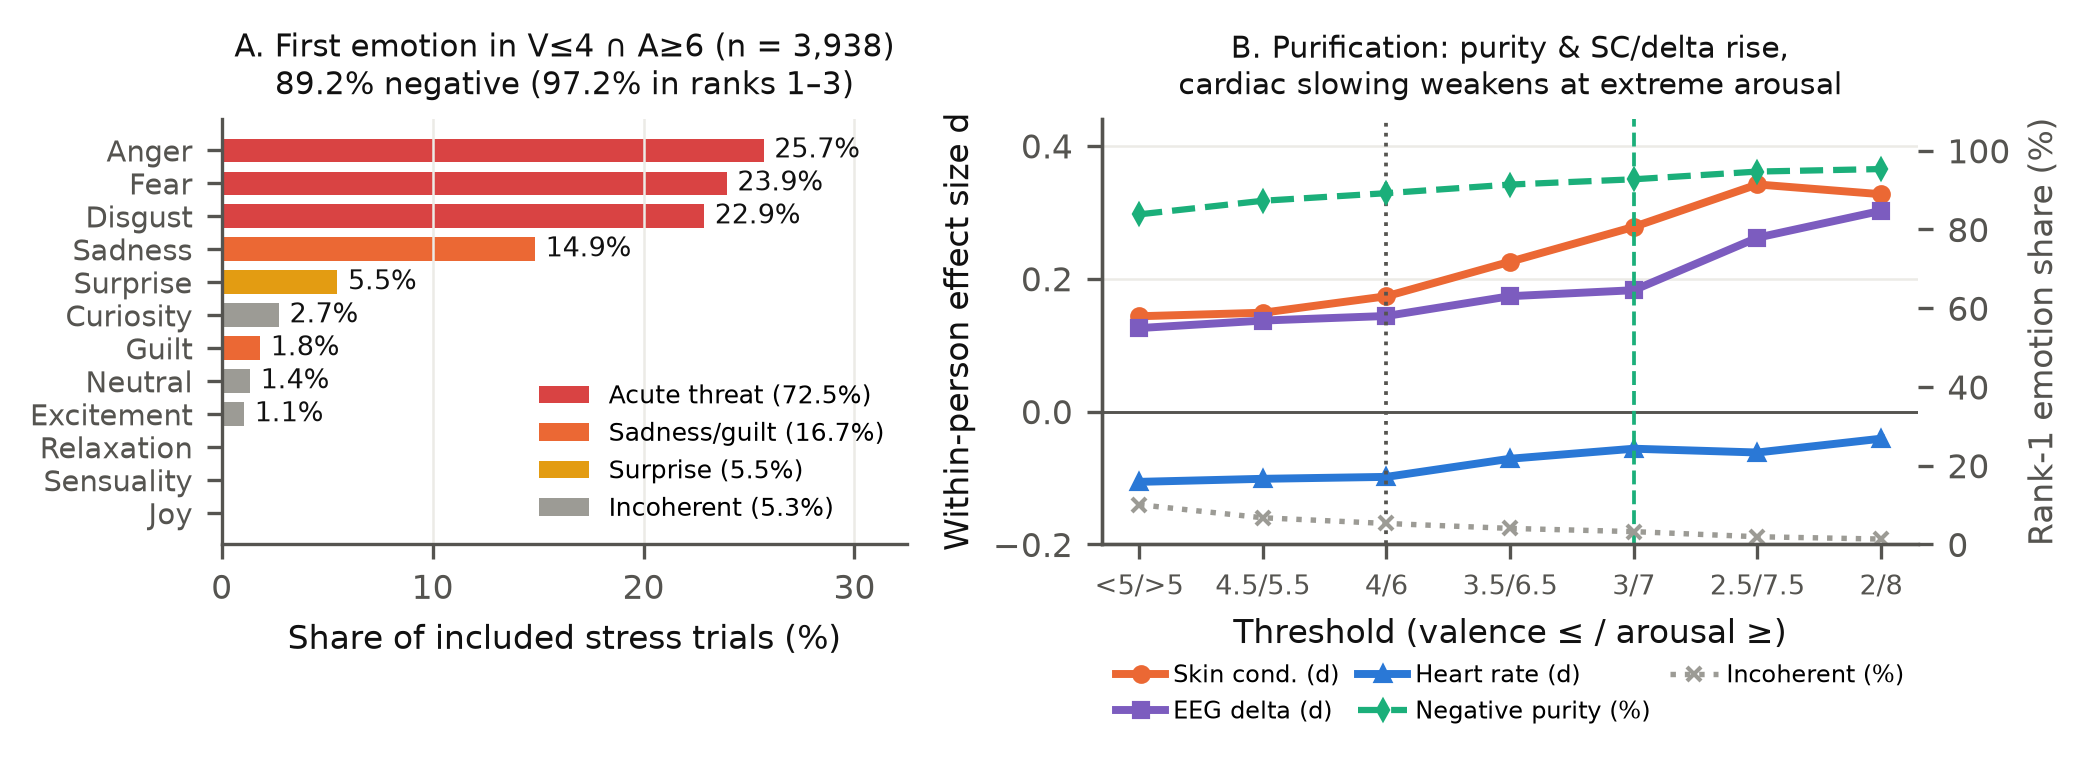 A. First emotion in V≤4 ∩ A≥6 (n = 3,938)
89.2% negative (97.2% in ranks 1–3)
Anger
25.7%
Fear
23.9%
Disgust
22.9%
Sadness
14.9%
Surprise
5.5%
Curiosity
2.7%
Guilt
1.8%
Neutral
1.4%
Excitement
1.1%
Relaxation
Sensuality
Joy
Acute threat (72.5%)
Sadness/guilt (16.7%)
Surprise (5.5%)
Incoherent (5.3%)
0 10 20 30
Share of included stress trials (%)
B. Purification: purity & SC/delta rise,
cardiac slowing weakens at extreme arousal
Within-person effect size d
0.4
0.2
0.0
−0.2
100
80
60
40
20
0
Rank-1 emotion share (%)
<5/>5 4.5/5.5 4/6 3.5/6.5 3/7 2.5/7.5 2/8
Threshold (valence ≤ / arousal ≥)
Skin cond. (d) Heart rate (d) Incoherent (%)
EEG delta (d) Negative purity (%)